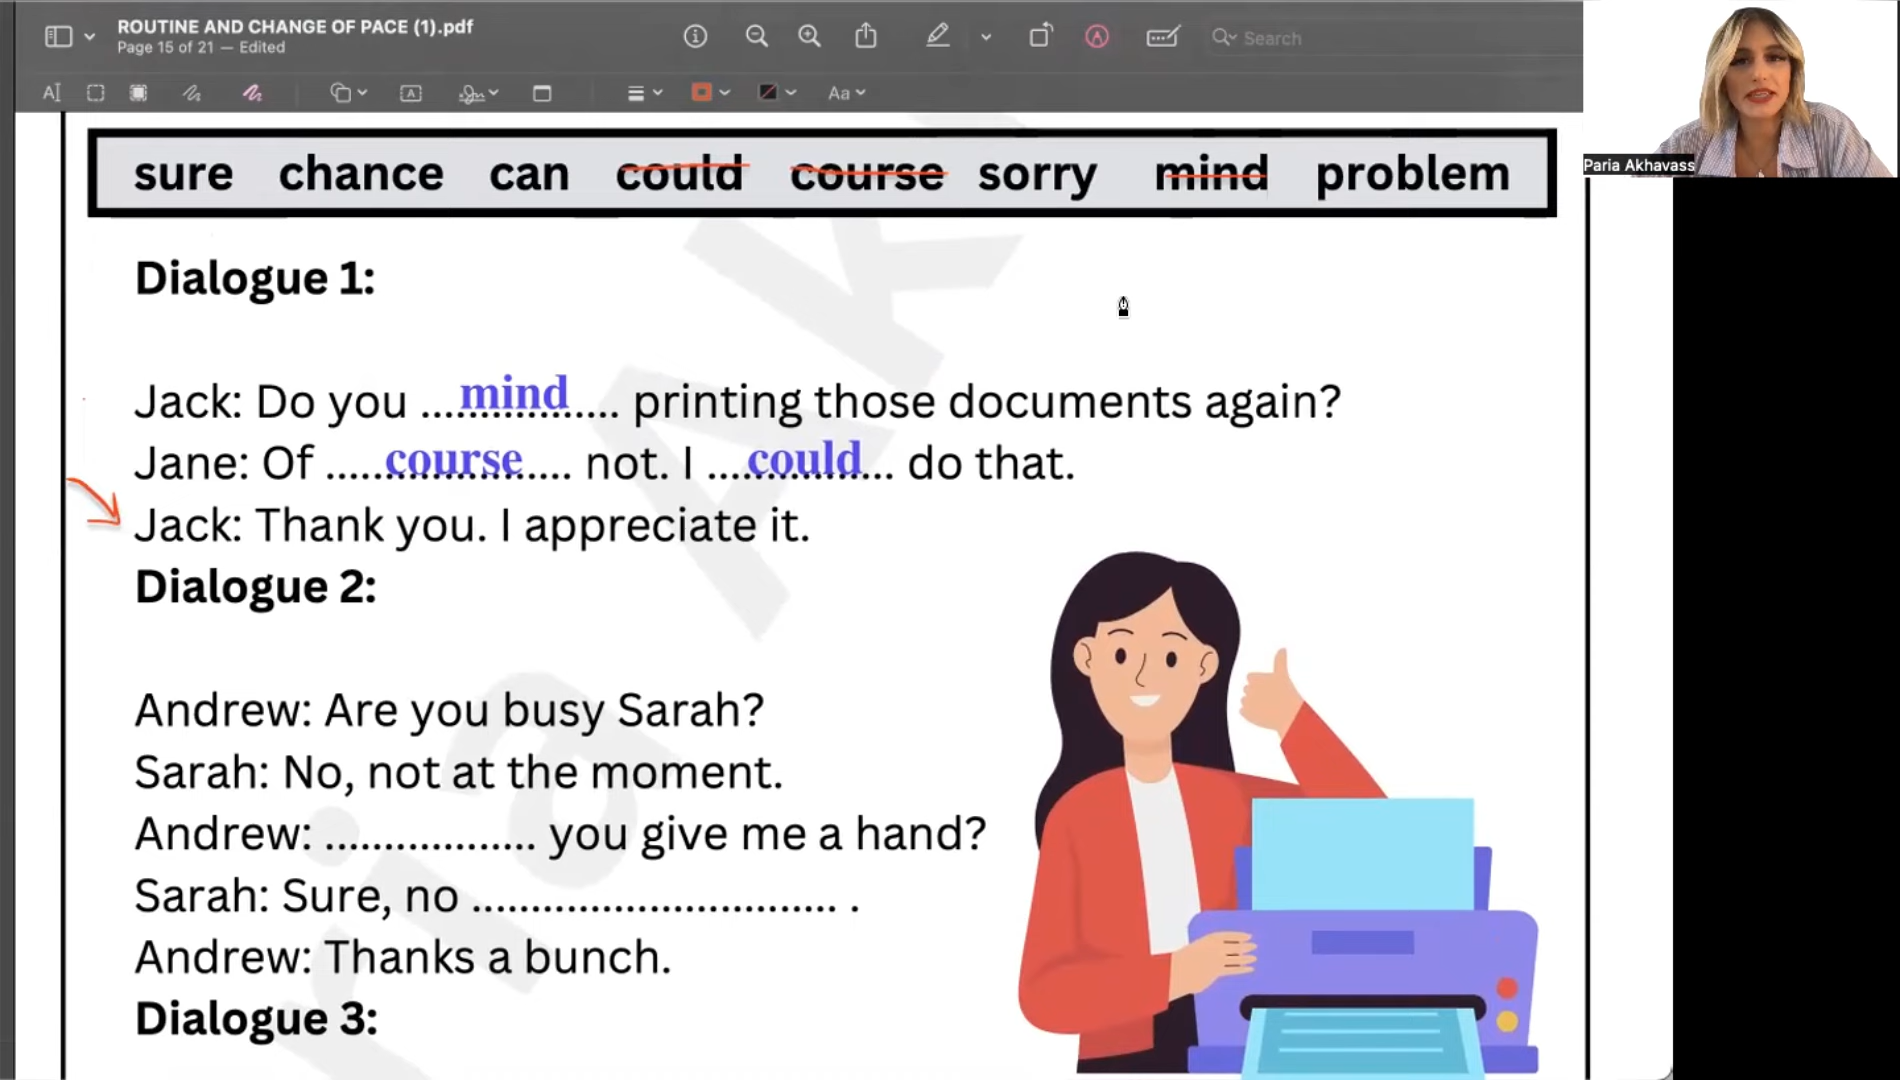 ROUTINE AND CHANGE OF PACE (1).pdf
Page 15 of 21 — Edited
Search
Aa
Paria Akhavass
sure chance can could course sorry mind problem
Dialogue 1:
Jack: Do you ....mind.... printing those documents again?
Jane: Of .....course.... not. I ...could... do that.
Jack: Thank you. I appreciate it.
Dialogue 2:
Andrew: Are you busy Sarah?
Sarah: No, not at the moment.
Andrew: .................. you give me a hand?
Sarah: Sure, no ............................... .
Andrew: Thanks a bunch.
Dialogue 3: